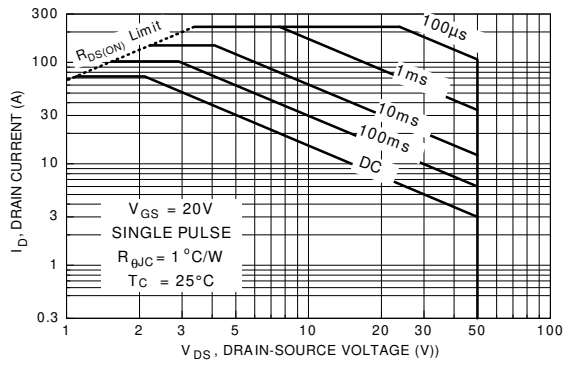 300
100
30
10
3
1
0.3
I_D, DRAIN CURRENT (A)
R_DS(ON) Limit
100μs
1ms
10ms
100ms
DC
V_GS = 20V
SINGLE PULSE
R_θJC = 1 °C/W
T_C = 25°C
1 2 3 5 10 20 30 50 100
V_DS, DRAIN-SOURCE VOLTAGE (V))